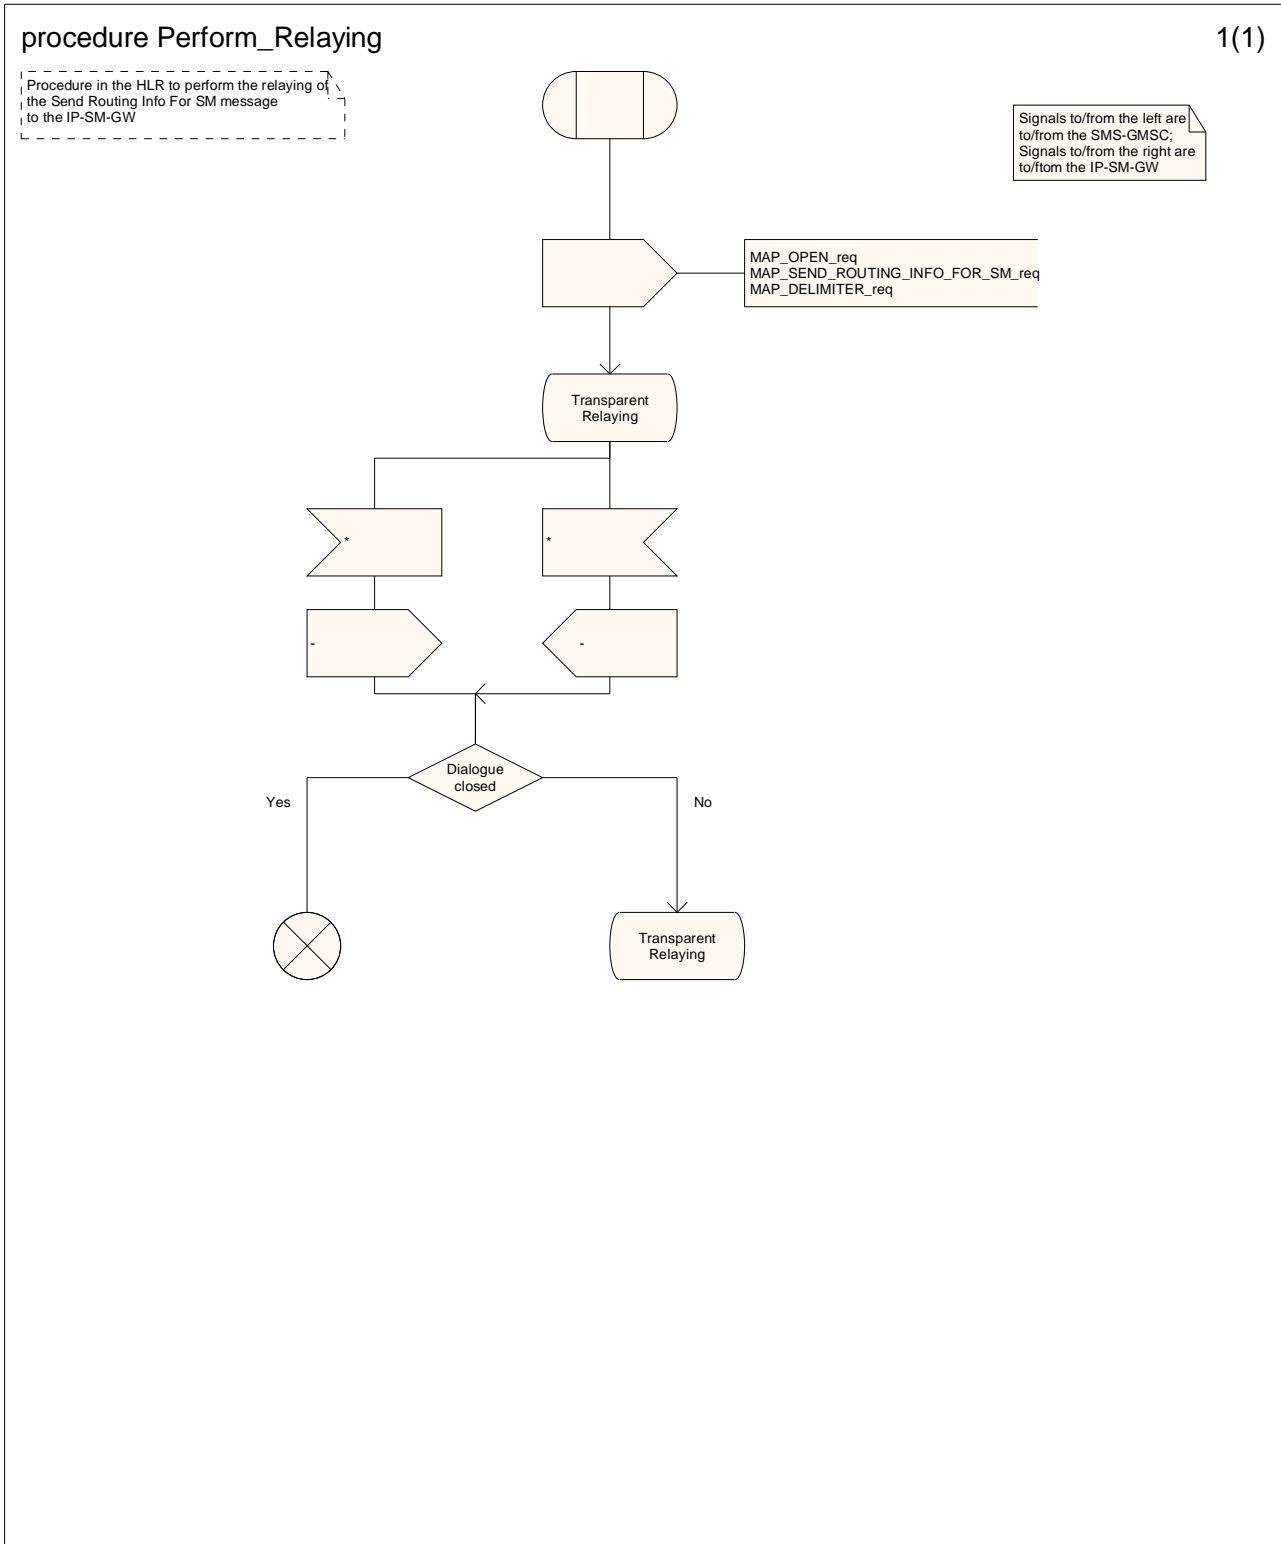 procedure Perform_Relaying
1(1)
Procedure in the HLR to perform the relaying of
the Send Routing Info For SM message
to the IP-SM-GW
Signals to/from the left are
to/from the SMS-GMSC;
Signals to/from the right are
to/ftom the IP-SM-GW
MAP_OPEN_req
MAP_SEND_ROUTING_INFO_FOR_SM_req
MAP_DELIMITER_req
Transparent
Relaying
*
*
-
-
Dialogue
closed
Yes
No
Transparent
Relaying